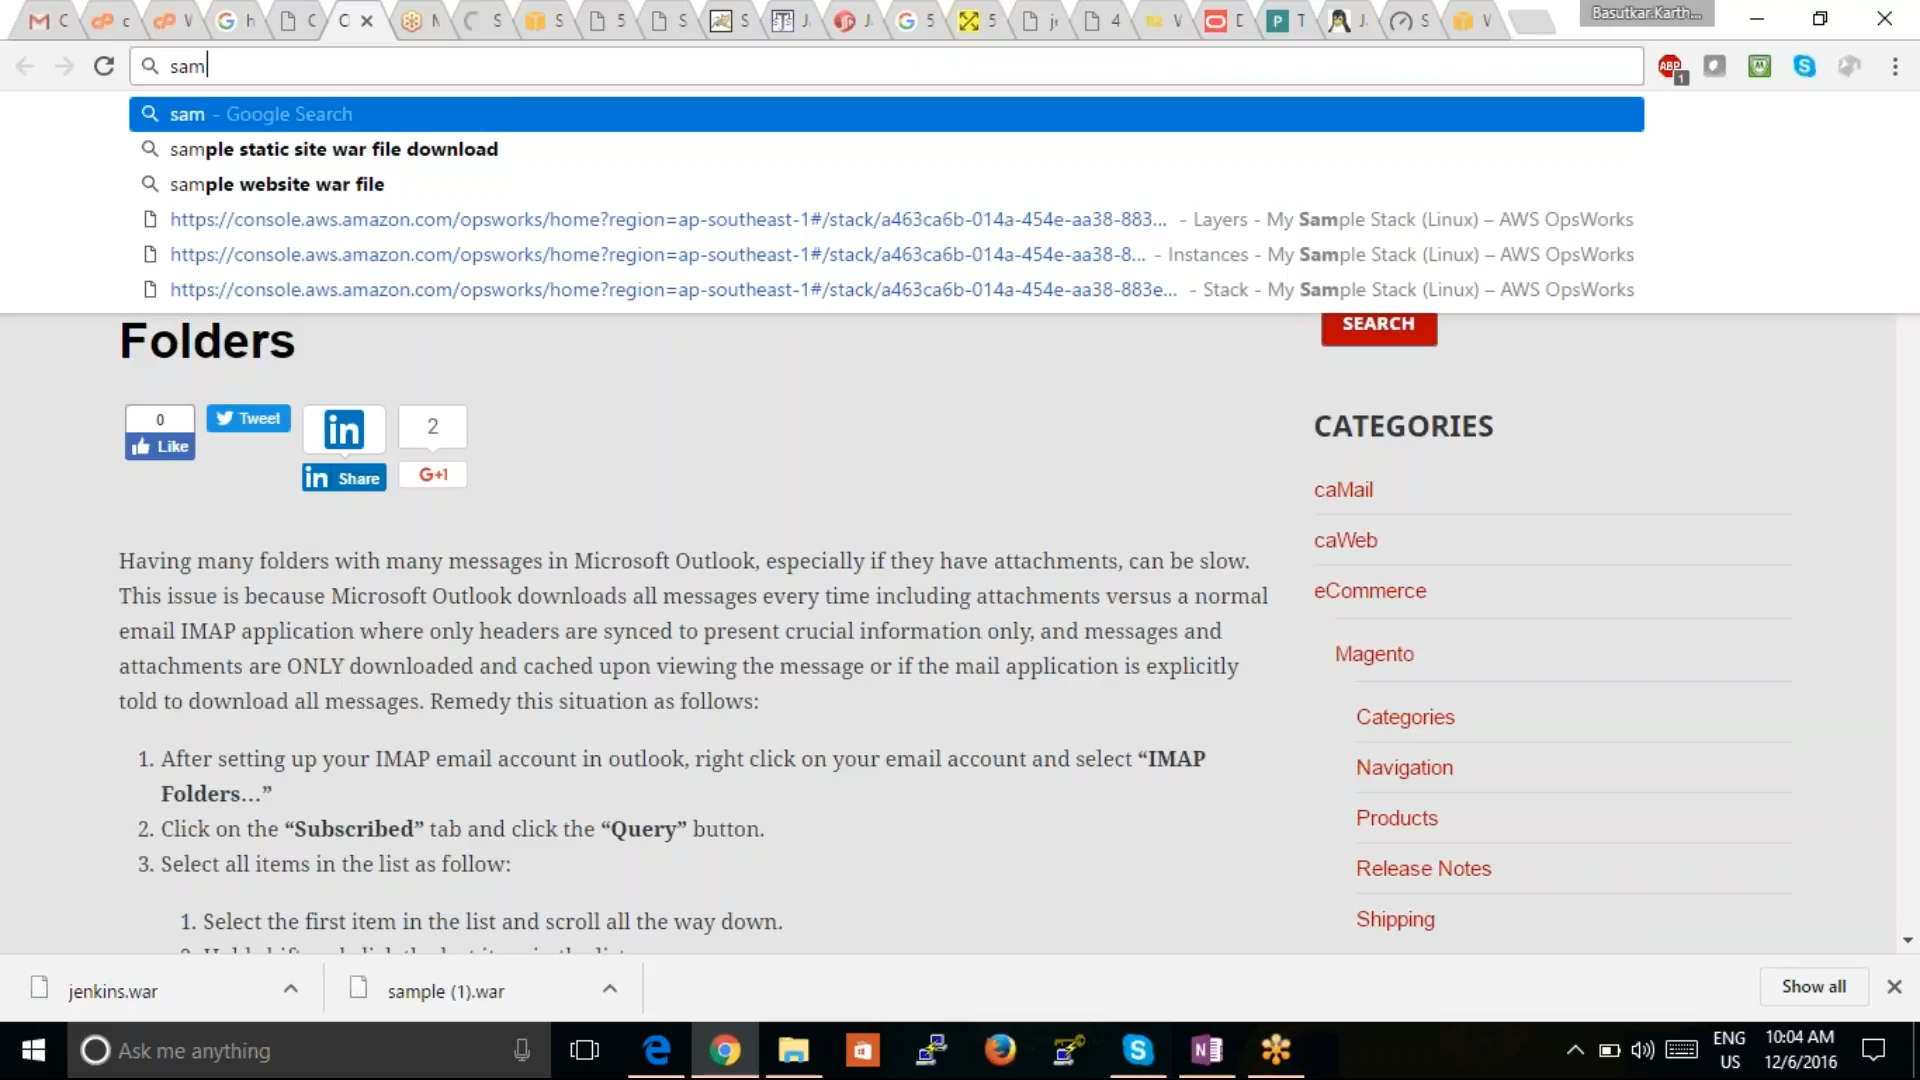 C
c
V
h
C
C
M
S
S
5
S
S
J
J
5
5
je
4
V
D
T
J
S
V
Basutkar.Karth...
sam
ABP
1
sam - Google Search
sample static site war file download
sample website war file
https://console.aws.amazon.com/opsworks/home?region=ap-southeast-1#/stack/a463ca6b-014a-454e-aa38-883... - Layers - My Sample Stack (Linux) – AWS OpsWorks
https://console.aws.amazon.com/opsworks/home?region=ap-southeast-1#/stack/a463ca6b-014a-454e-aa38-8... - Instances - My Sample Stack (Linux) – AWS OpsWorks
https://console.aws.amazon.com/opsworks/home?region=ap-southeast-1#/stack/a463ca6b-014a-454e-aa38-883e... - Stack - My Sample Stack (Linux) – AWS OpsWorks
Folders
SEARCH
0
Like
Tweet
in
in Share
2
G+1
CATEGORIES
caMail
caWeb
eCommerce
Magento
Categories
Navigation
Products
Release Notes
Shipping
Having many folders with many messages in Microsoft Outlook, especially if they have attachments, can be slow.
This issue is because Microsoft Outlook downloads all messages every time including attachments versus a normal
email IMAP application where only headers are synced to present crucial information only, and messages and
attachments are ONLY downloaded and cached upon viewing the message or if the mail application is explicitly
told to download all messages. Remedy this situation as follows:
1. After setting up your IMAP email account in outlook, right click on your email account and select “IMAP
Folders…”
2. Click on the “Subscribed” tab and click the “Query” button.
3. Select all items in the list as follow:
1. Select the first item in the list and scroll all the way down.
jenkins.war
sample (1).war
Show all
Ask me anything
ENG
US
10:04 AM
12/6/2016